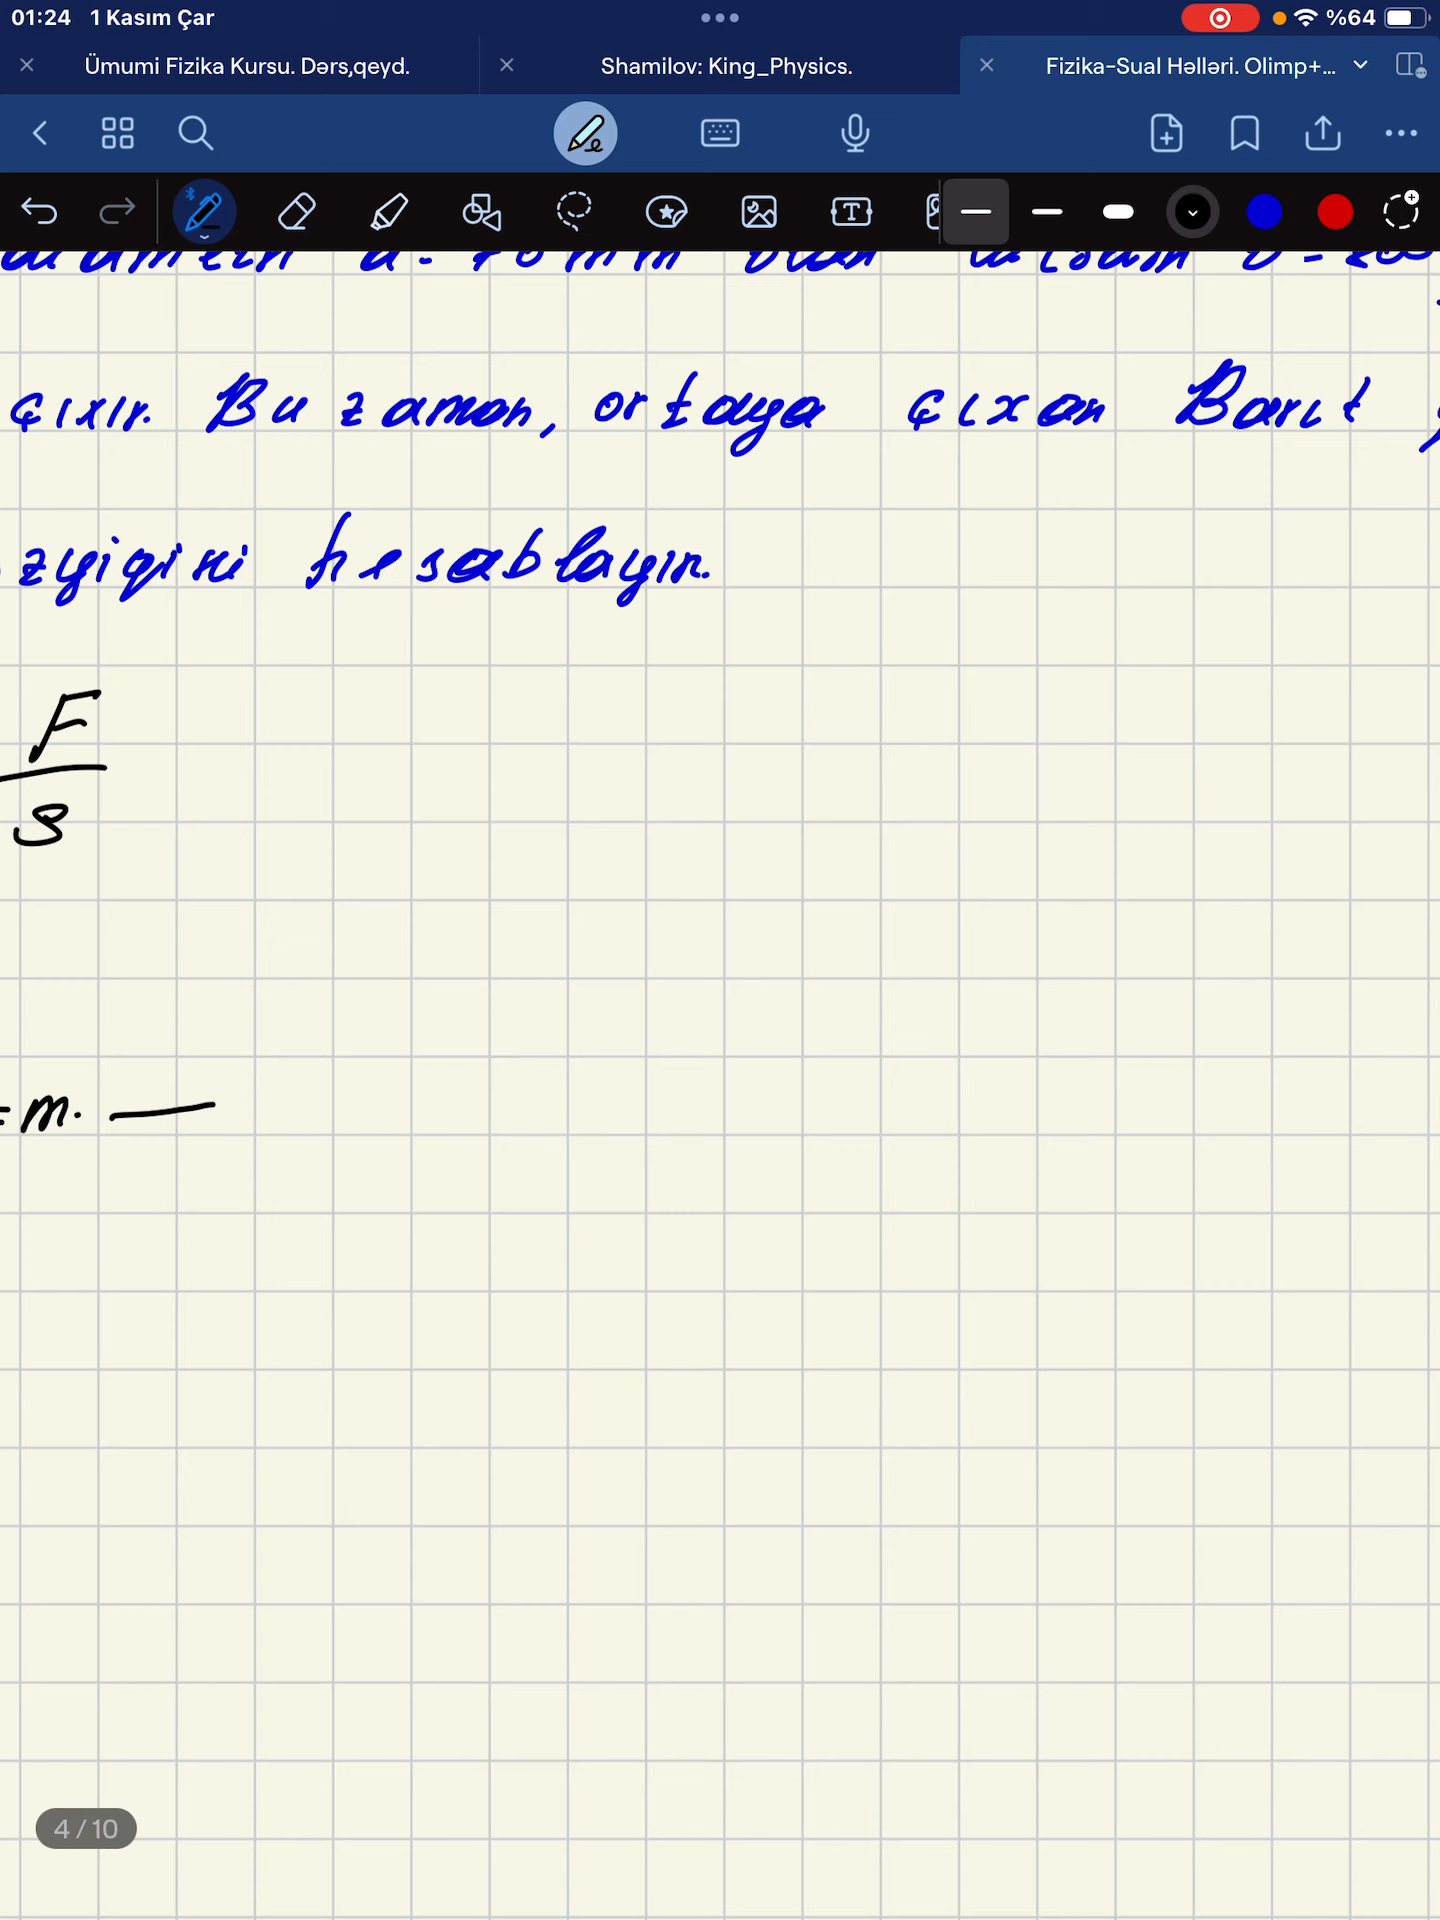 01:24 1 Kasım Çar %64
Ümumi Fizika Kursu. Dərs,qeyd. Shamilov: King_Physics. Fizika-Sual Həlləri. Olimp+...
çıxır. Bu zaman, ortaya çıxan Barıt
zyiqini hesablayın.
F
S
=m. —
4 / 10